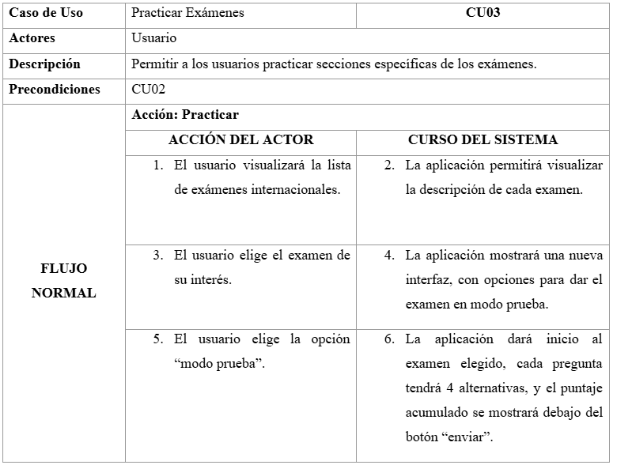 Caso de Uso Practicar Exámenes CU03
Actores Usuario
Descripción Permitir a los usuarios practicar secciones específicas de los exámenes.
Precondiciones CU02
FLUJO
NORMAL
Acción: Practicar
ACCIÓN DEL ACTOR CURSO DEL SISTEMA
1. El usuario visualizará la lista
de exámenes internacionales.
2. La aplicación permitirá visualizar
la descripción de cada examen.
3. El usuario elige el examen de
su interés.
4. La aplicación mostrará una nueva
interfaz, con opciones para dar el
examen en modo prueba.
5. El usuario elige la opción
“modo prueba”.
6. La aplicación dará inicio al
examen elegido, cada pregunta
tendrá 4 alternativas, y el puntaje
acumulado se mostrará debajo del
botón “enviar”.